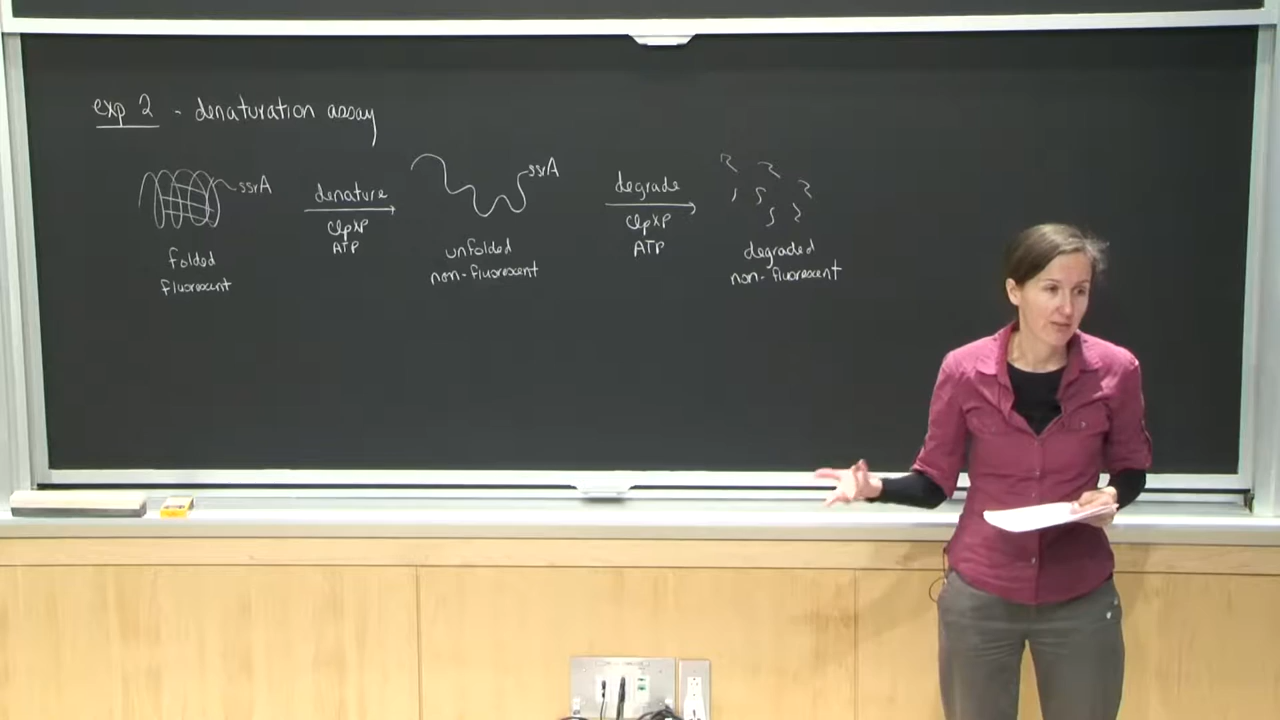 exp 2 - denaturation assay
ssrA
denature
ClpXP
ATP
ssrA
degrade
ClpXP
ATP
folded
fluorescent
unfolded
non-fluorescent
degraded
non-fluorescent